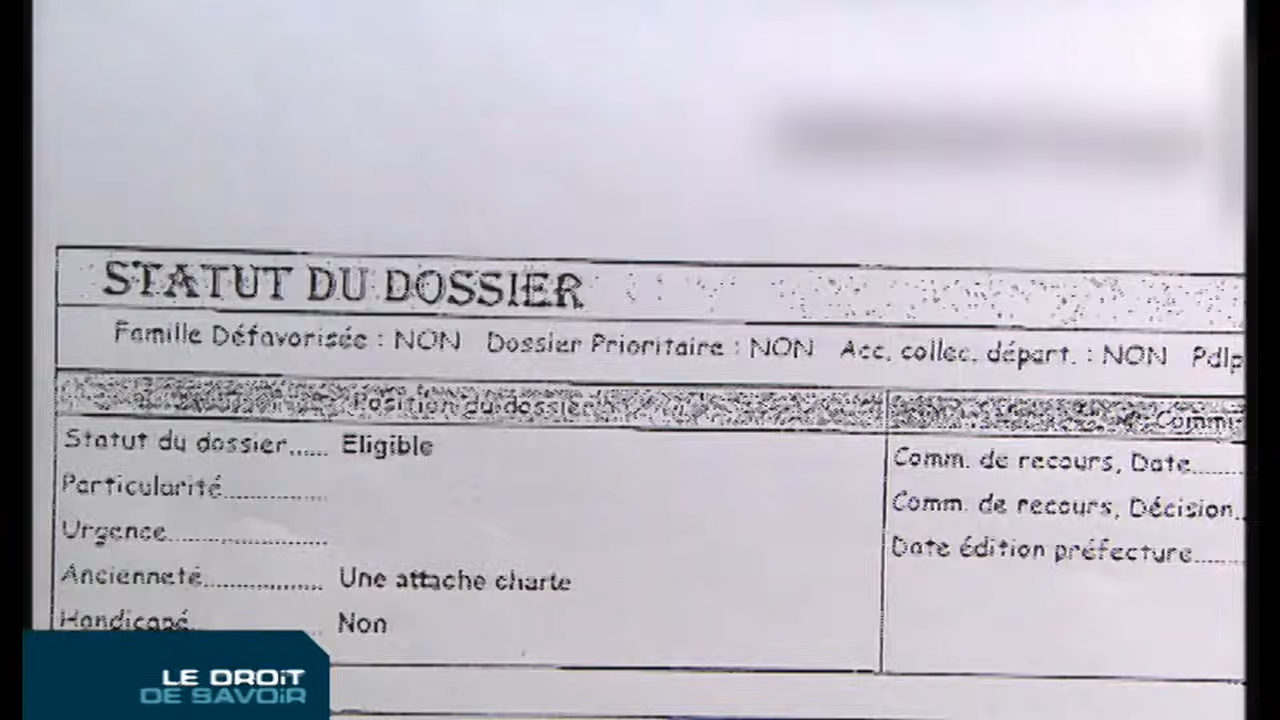 STATUT DU DOSSIER
Famille Défavorisée : NON Dossier Prioritaire : NON Acc. collec. départ. : NON Pdlp
Position du dossier
Commi
Statut du dossier...... Eligible
Particularité
Urgence
Ancienneté Une attache charte
Handicapé Non
Comm. de recours, Date
Comm. de recours, Décision
Date édition préfecture
LE DROiT
DE SAVOiR